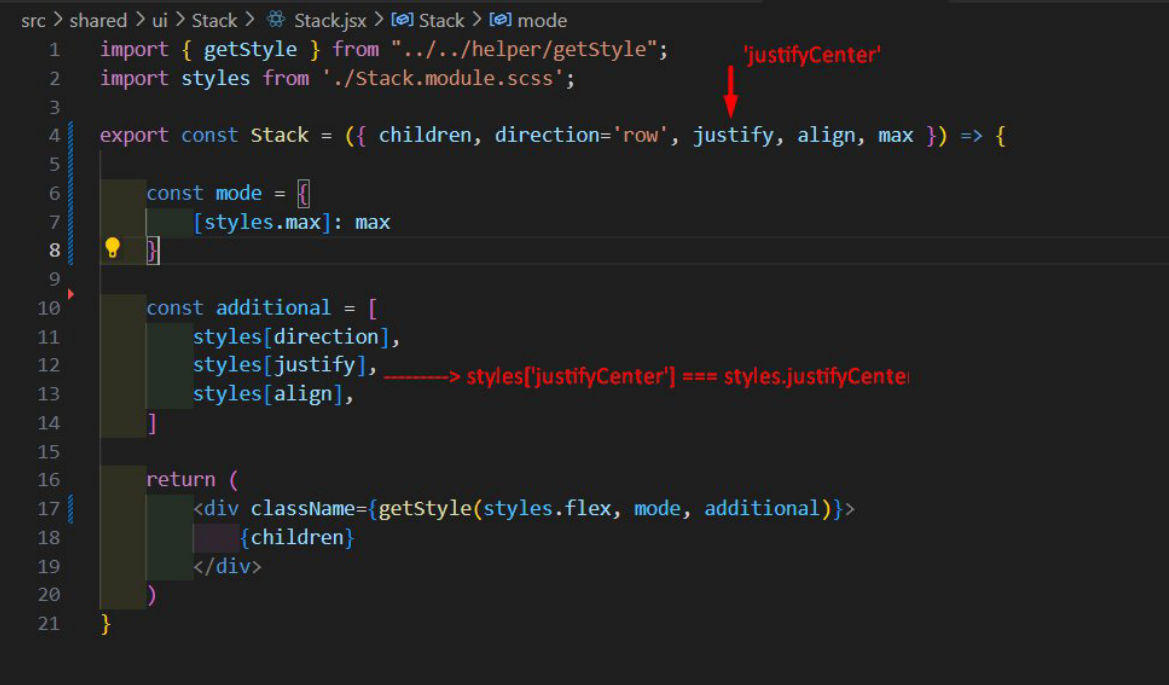 src > shared > ui > Stack > Stack.jsx > Stack > mode
1 import { getStyle } from "../../helper/getStyle";
'justifyCenter'
2 import styles from './Stack.module.scss';
3
4 export const Stack = ({ children, direction='row', justify, align, max }) => {
5
6 const mode = {
7 [styles.max]: max
8 }
9
10 const additional = [
11 styles[direction],
12 styles[justify],
---------> styles['justifyCenter'] === styles.justifyCente
13 styles[align],
14 ]
15
16 return (
17 <div className={getStyle(styles.flex, mode, additional)}>
18 {children}
19 </div>
20 )
21 }